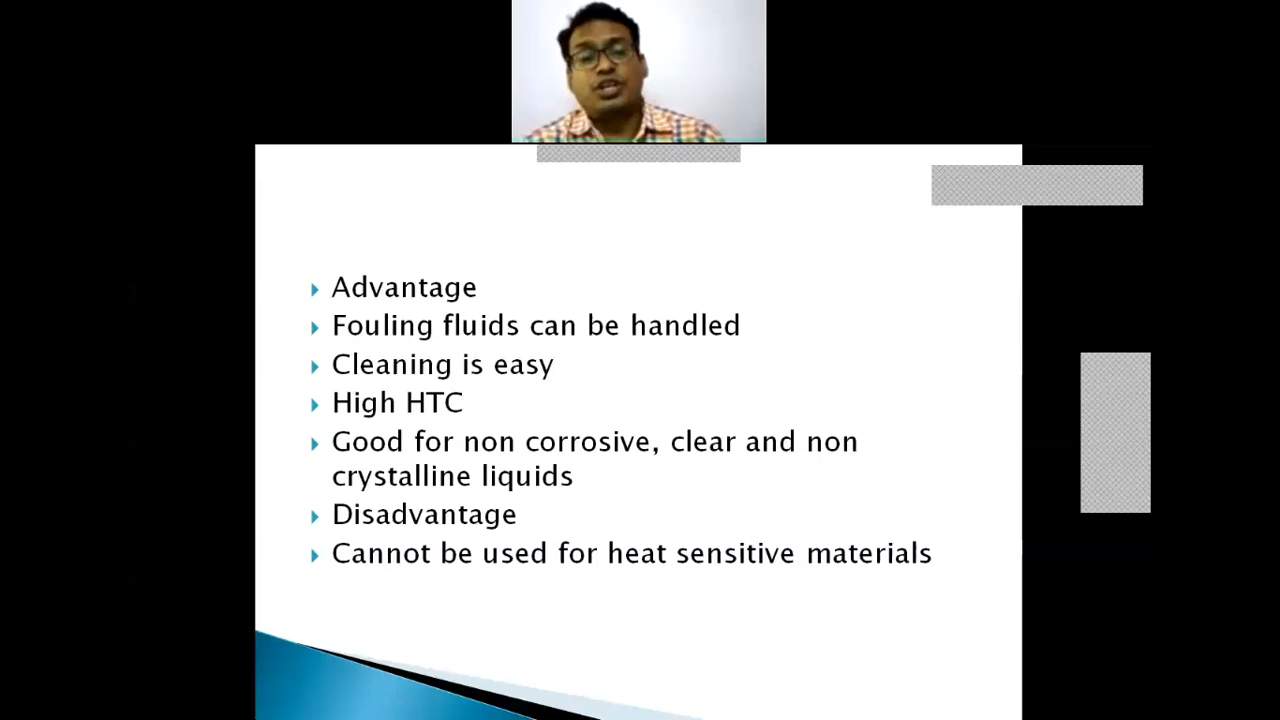 Advantage
Fouling fluids can be handled
Cleaning is easy
High HTC
Good for non corrosive, clear and non
crystalline liquids
Disadvantage
Cannot be used for heat sensitive materials